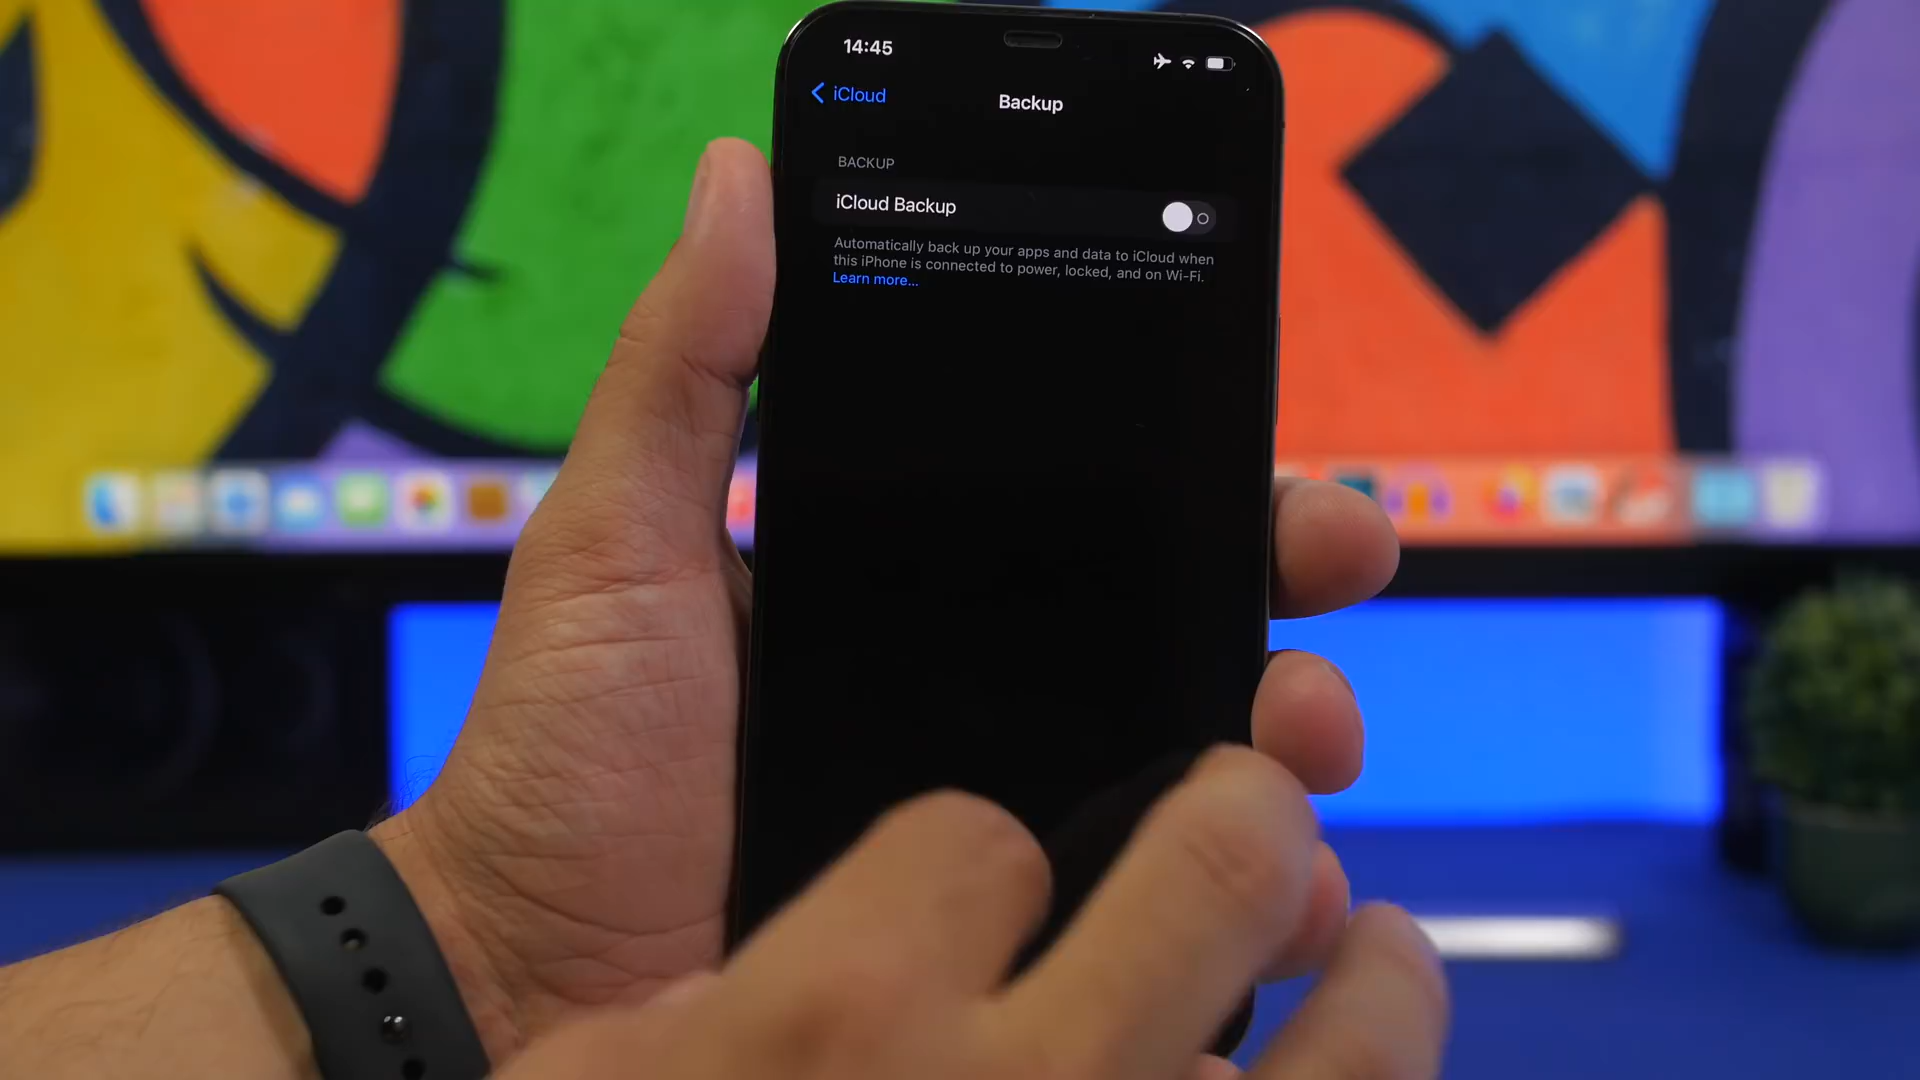 14:45
iCloud
Backup
BACKUP
iCloud Backup
Automatically back up your apps and data to iCloud when
this iPhone is connected to power, locked, and on Wi-Fi.
Learn more...